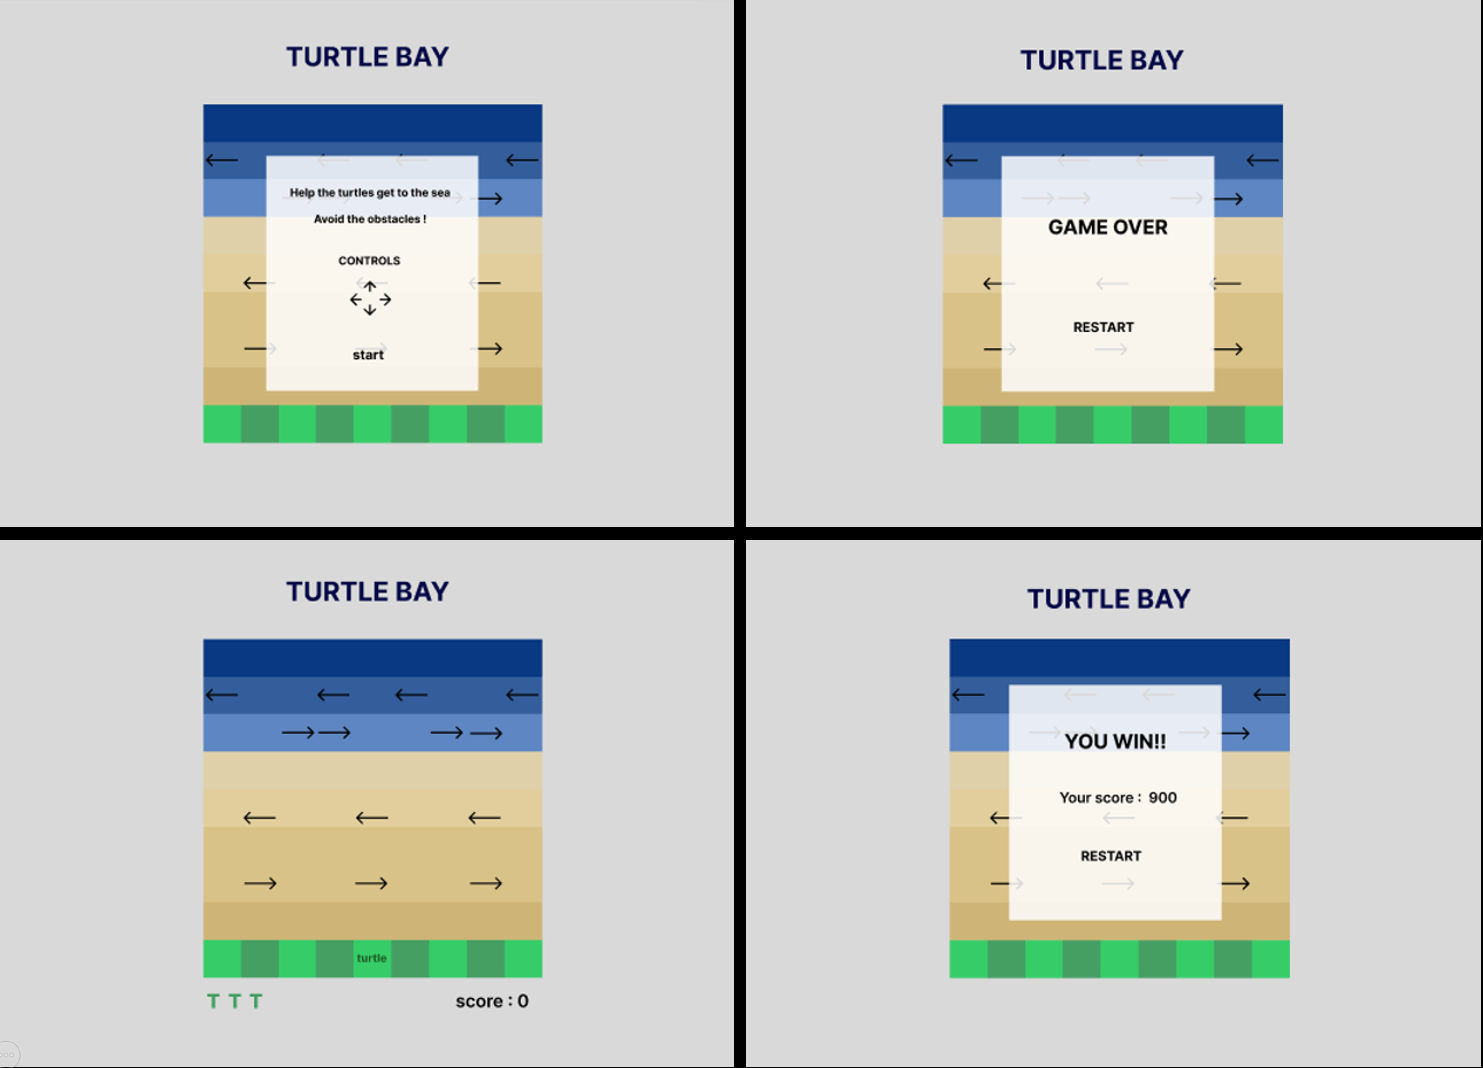 TURTLE BAY
Help the turtles get to the sea
Avoid the obstacles !
CONTROLS
start
TURTLE BAY
GAME OVER
RESTART
TURTLE BAY
turtle
T T T
score : 0
TURTLE BAY
YOU WIN!!
Your score : 900
RESTART